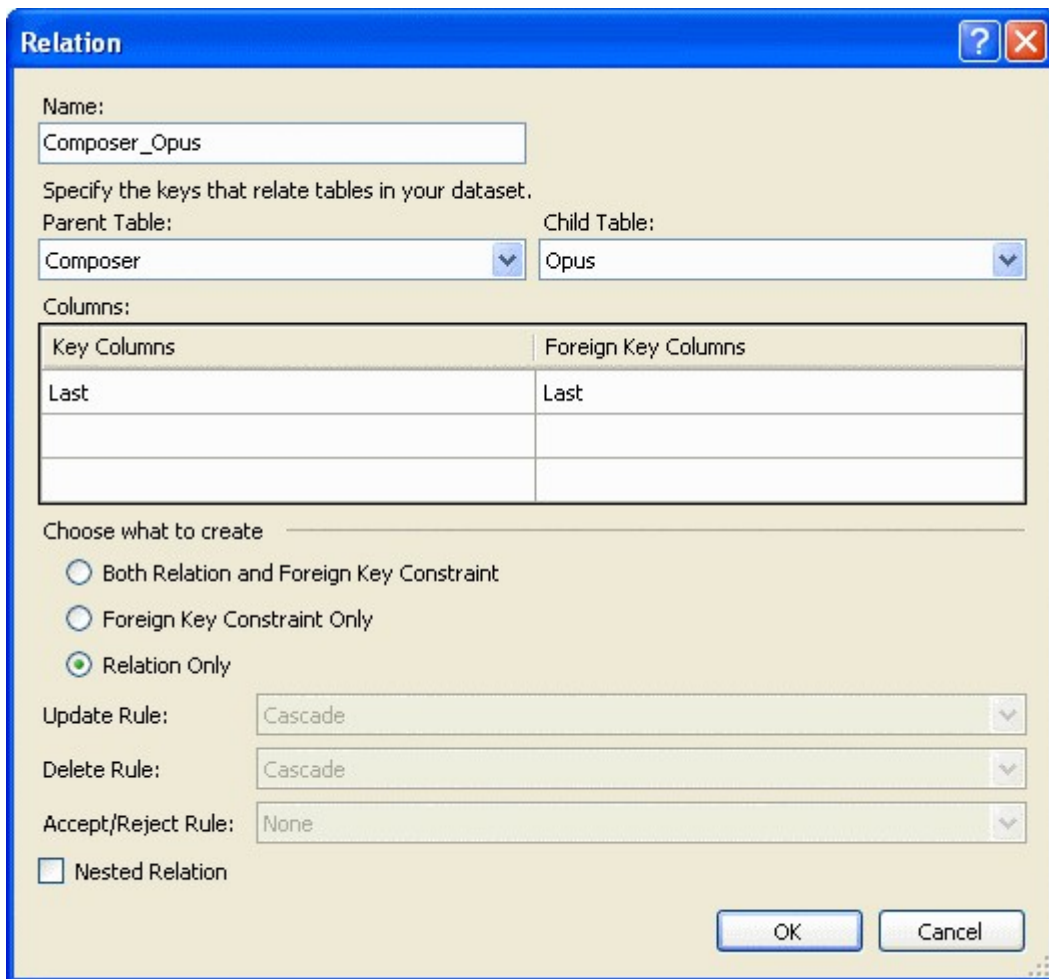 Relation
Name:
Composer_Opus
Specify the keys that relate tables in your dataset.
Parent Table: Child Table:
Composer Opus
Columns:
Key Columns Foreign Key Columns
Last Last
Choose what to create
Both Relation and Foreign Key Constraint
Foreign Key Constraint Only
Relation Only
Update Rule: Cascade
Delete Rule: Cascade
Accept/Reject Rule: None
Nested Relation
OK Cancel